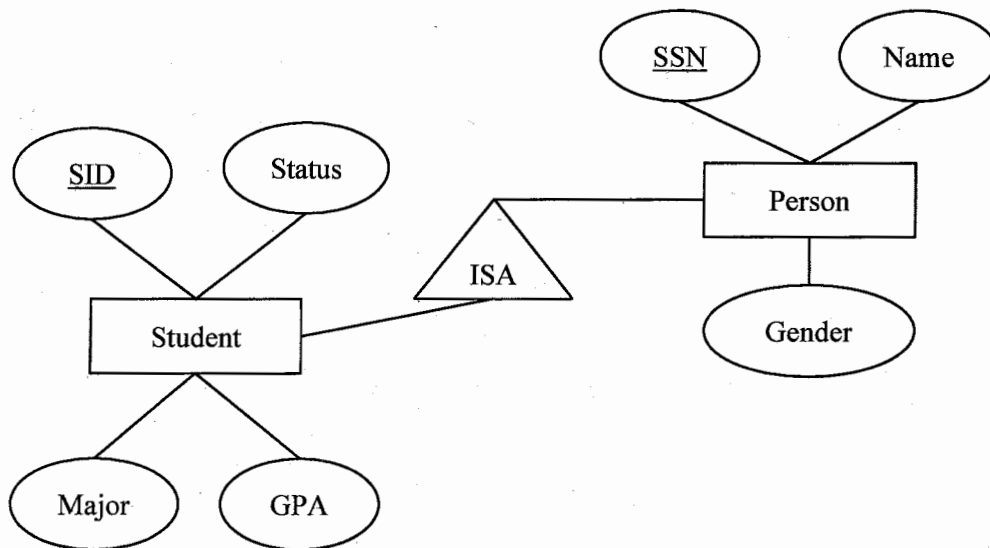 SSN
Name
SID
Status
Person
ISA
Student
Gender
Major
GPA